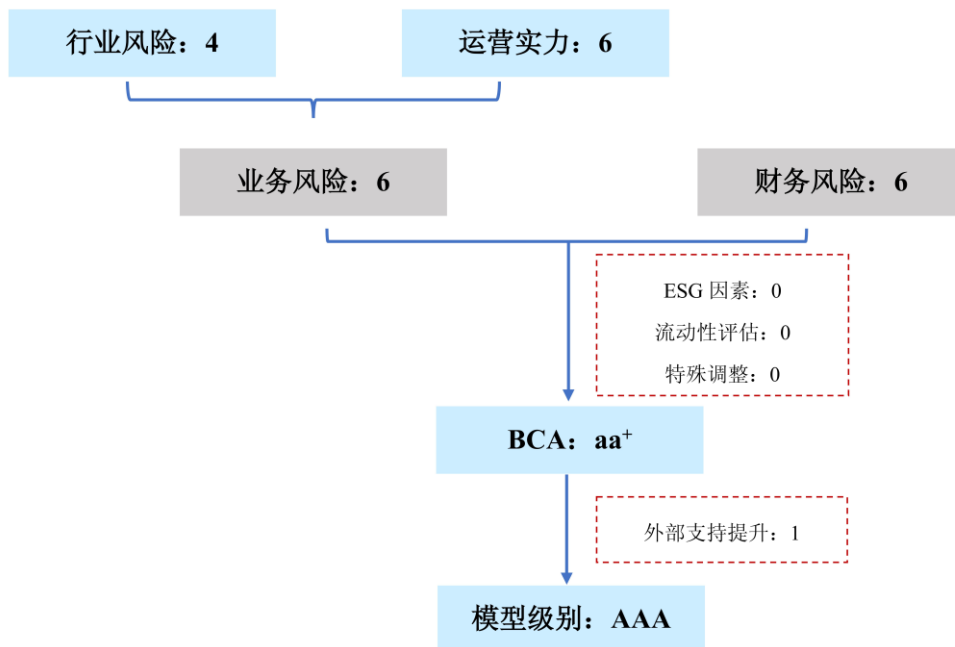 行业风险：4
运营实力：6
业务风险：6
财务风险：6
ESG 因素：0
流动性评估：0
特殊调整：0
BCA：aa⁺
外部支持提升：1
模型级别：AAA